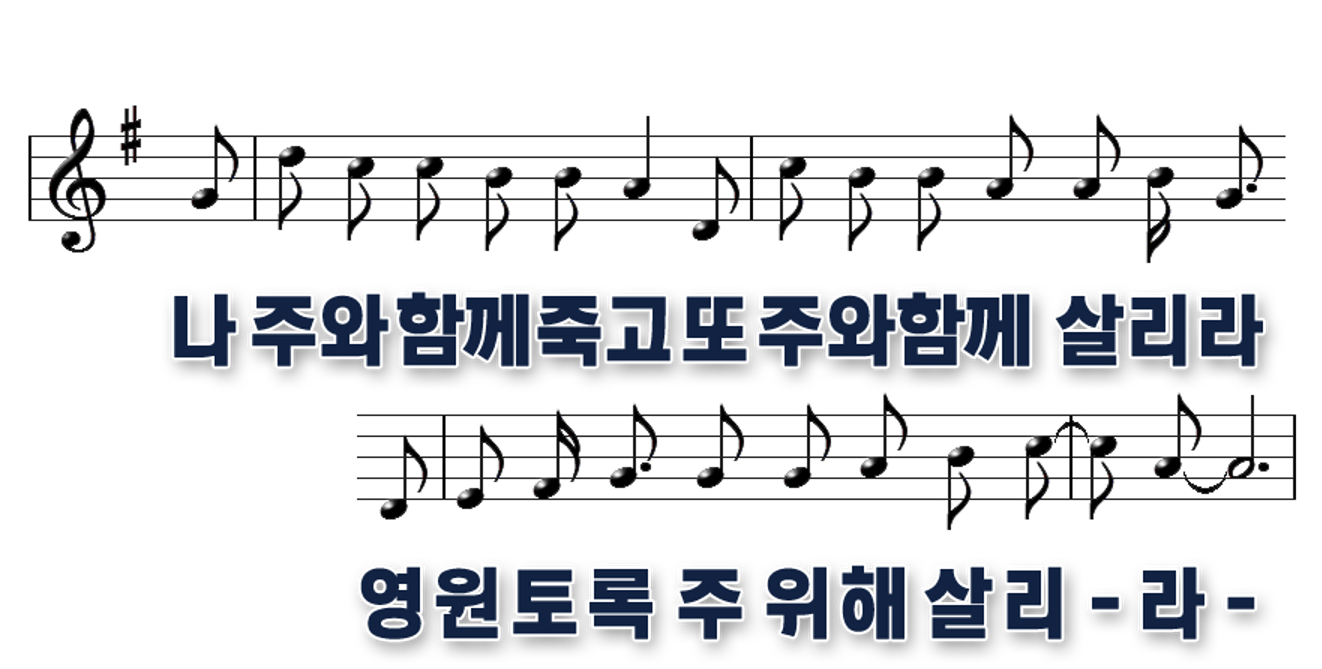 나 주와 함께 죽고 또 주와 함께 살리라
영원토록 주 위해 살리 - 라 -